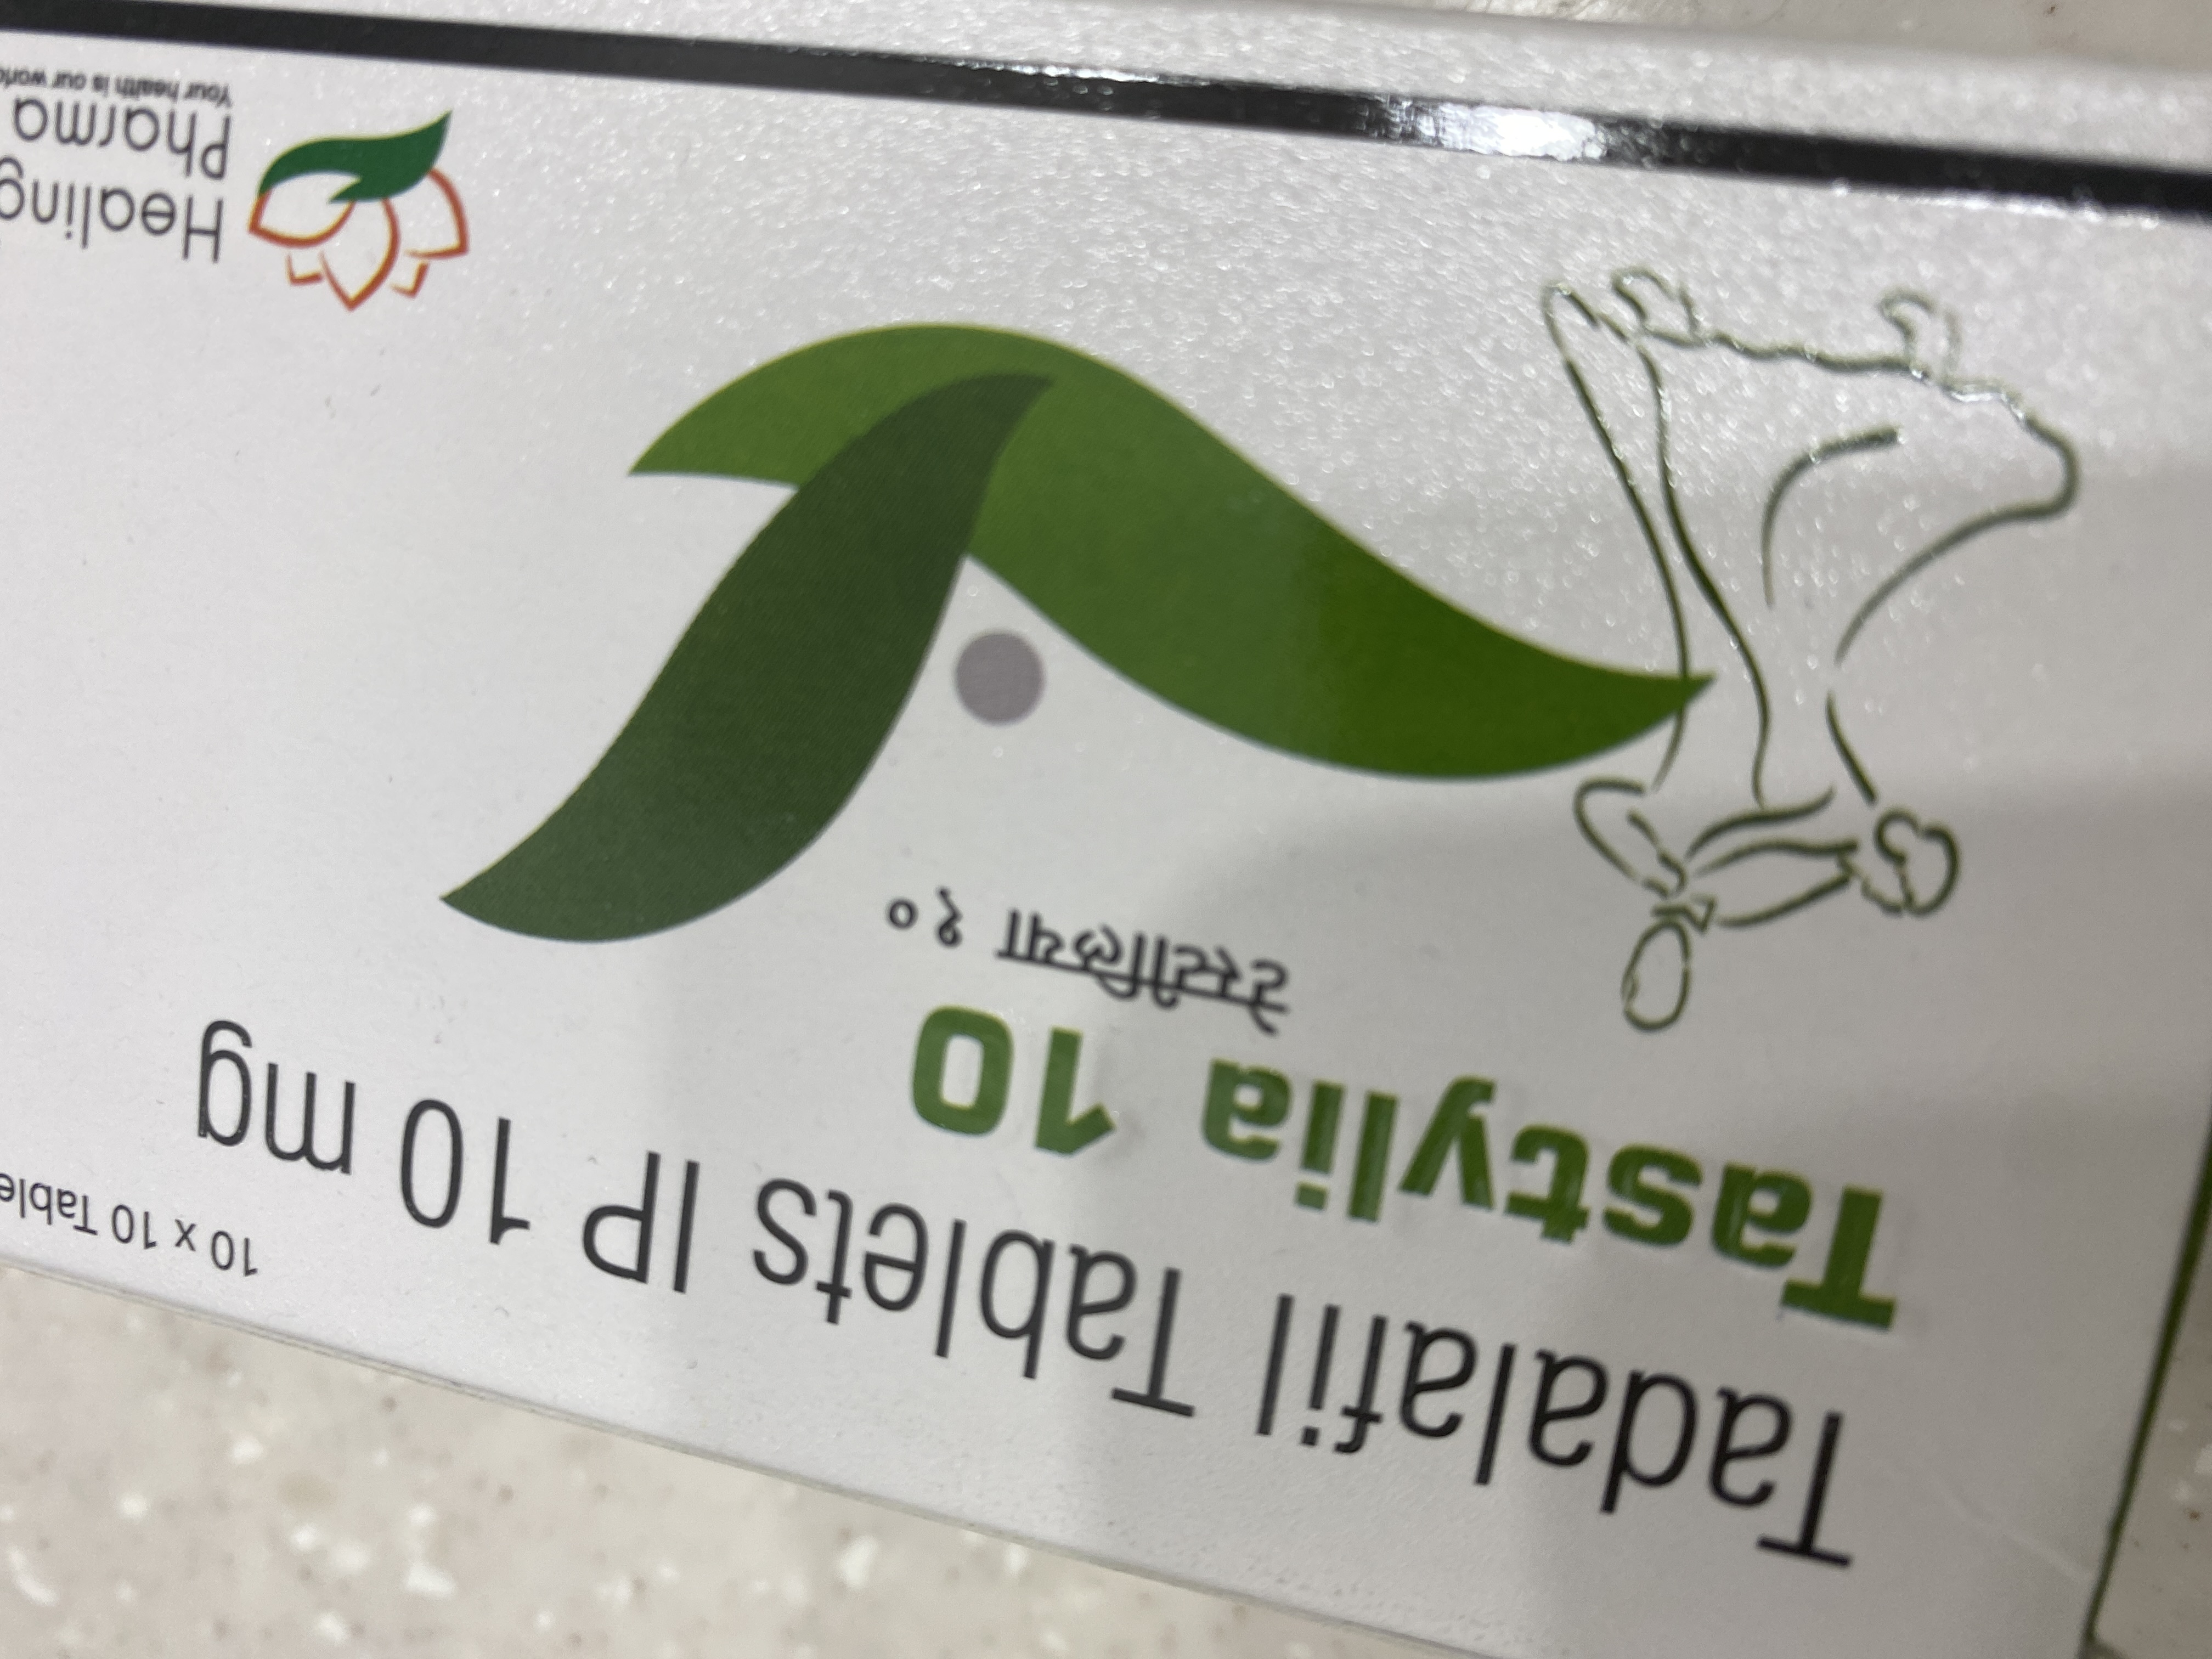 10 x 10 Table
Tadalafil Tablets IP 10 mg
Tastylia 10
टेस्टीलिया १०
Healing
Pharma
Your health is our world